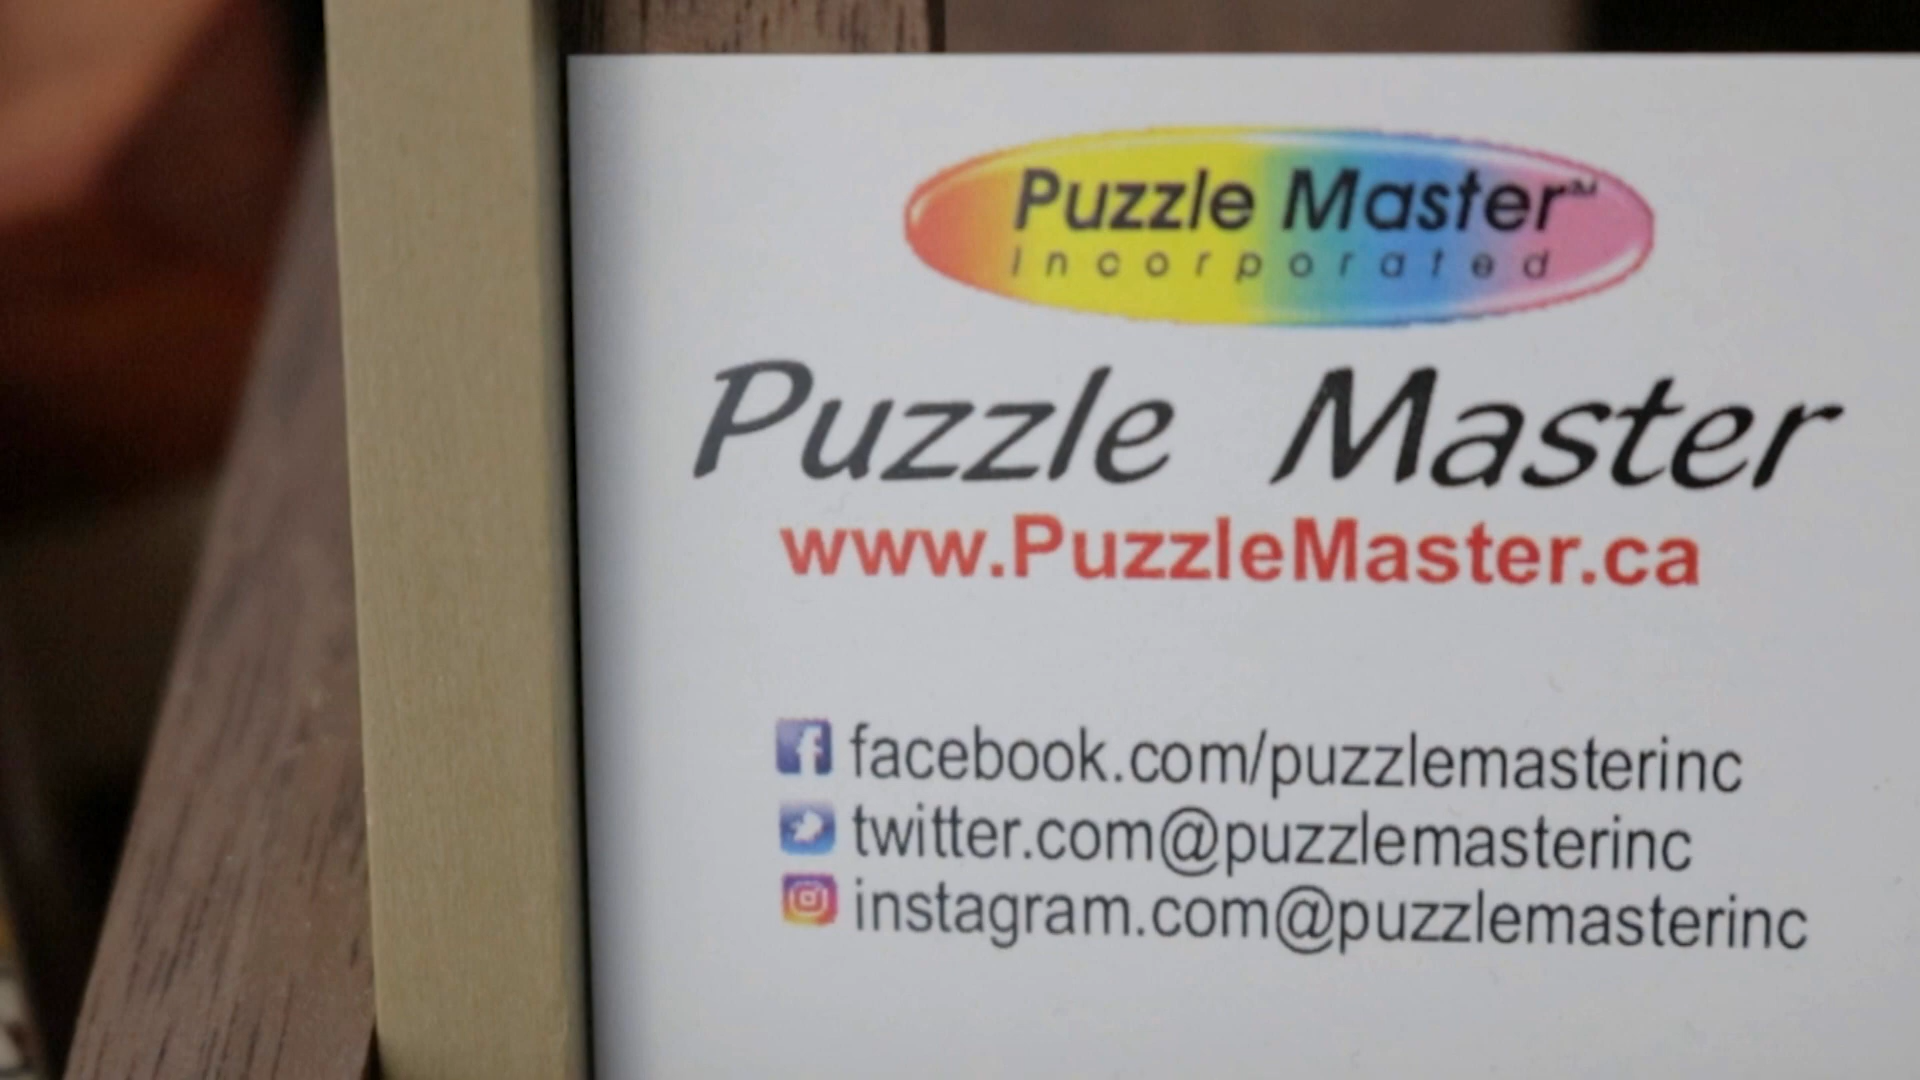 Puzzle Master™
Incorporated
Puzzle Master
www.PuzzleMaster.ca
facebook.com/puzzlemasterinc
twitter.com@puzzlemasterinc
instagram.com@puzzlemasterinc